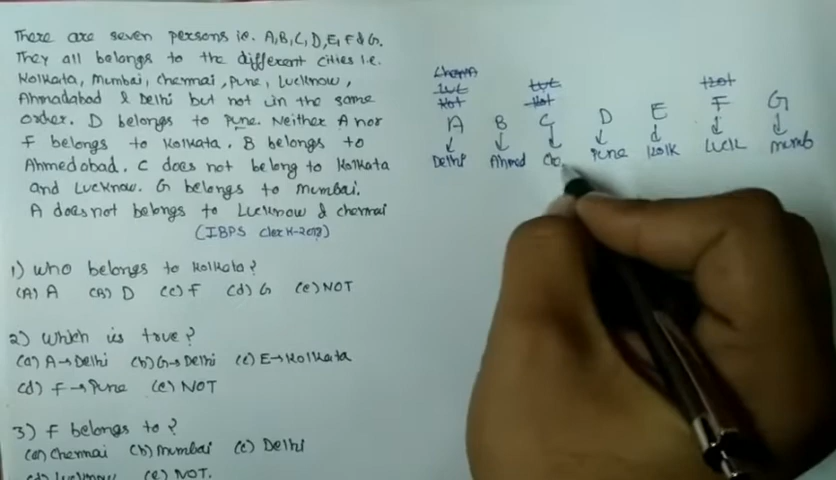 There are seven persons i.e. A,B,C,D,E,F & G.
They all belongs to the different cities i.e.
Kolkata, Mumbai, chennai, Pune, Lucknow,
Ahmadabad & Delhi but not in the same
order. D belongs to Pune. Neither A nor
F belongs to Kolkata. B belongs to
Ahmedabad. C does not belong to Kolkata
and Lucknow. G belongs to Mumbai.
A does not belongs to Lucknow & chennai
(IBPS Clerk-2017)
1) Who belongs to Kolkata?
(A) A (B) D (c) F (d) G (e) NOT
2) Which is true?
(a) A→Delhi (b) G→Delhi (c) E→Kolkata
(d) F→Pune (e) NOT
3) F belongs to?
(a) Chennai (b) Mumbai (c) Delhi
(d) Lucknow (e) NOT.
A B C D E F G
Delhi Ahmd Pune Kolk Luck Mumb